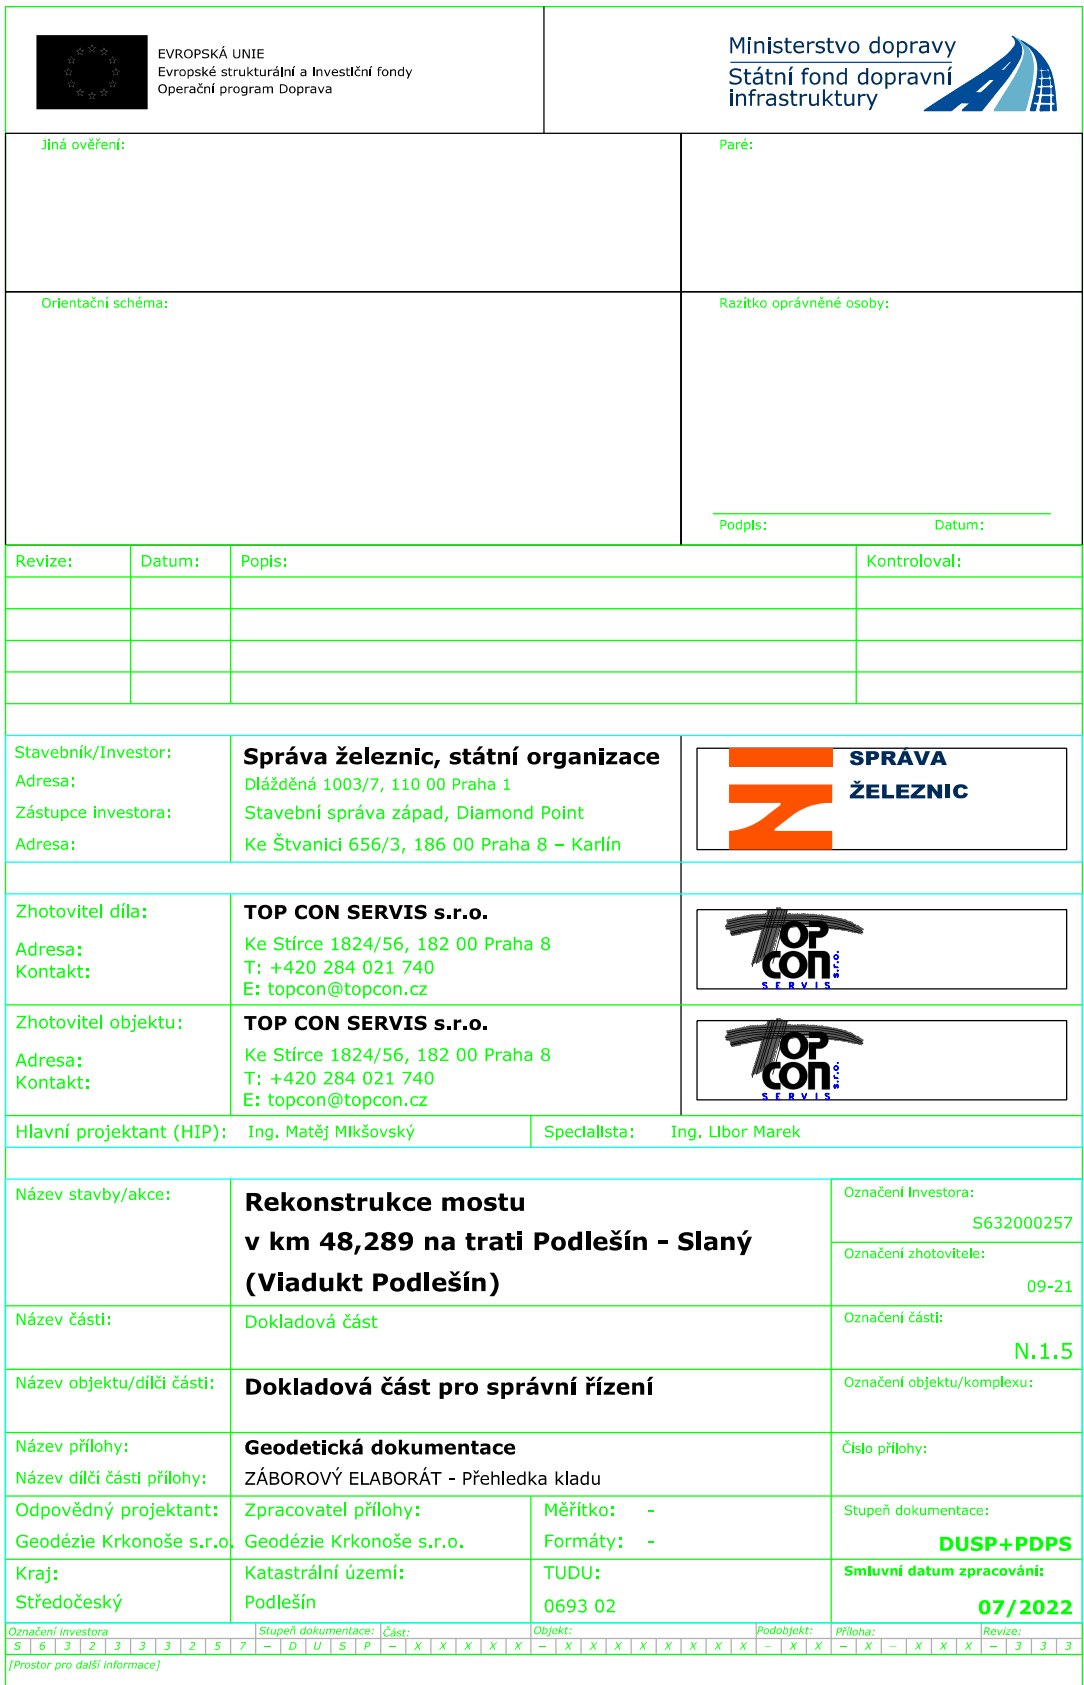 EVROPSKÁ UNIE
Evropské strukturální a investiční fondy
Operační program Doprava
Ministerstvo dopravy
Státní fond dopravní
infrastruktury
Jiná ověření:
Paré:
Orientační schéma:
Razítko oprávněné osoby:
Podpis: Datum:
Revize: Datum: Popis: Kontroloval:
Stavebník/Investor: Správa železnic, státní organizace
Adresa: Dlážděná 1003/7, 110 00 Praha 1
Zástupce investora: Stavební správa západ, Diamond Point
Adresa: Ke Štvanici 656/3, 186 00 Praha 8 – Karlín
SPRÁVA
ŽELEZNIC
Zhotovitel díla: TOP CON SERVIS s.r.o.
Adresa: Ke Stírce 1824/56, 182 00 Praha 8
Kontakt: T: +420 284 021 740
E: topcon@topcon.cz
TOP
CON s.r.o.
SERVIS
Zhotovitel objektu: TOP CON SERVIS s.r.o.
Adresa: Ke Stírce 1824/56, 182 00 Praha 8
Kontakt: T: +420 284 021 740
E: topcon@topcon.cz
TOP
CON s.r.o.
SERVIS
Hlavní projektant (HIP): Ing. Matěj Mikšovský Specialista: Ing. Libor Marek
Název stavby/akce: Rekonstrukce mostu
v km 48,289 na trati Podlešín - Slaný
(Viadukt Podlešín)
Označení investora:
S632000257
Označení zhotovitele:
09-21
Název části: Dokladová část
Označení části:
N.1.5
Název objektu/dílči části: Dokladová část pro správní řízení
Označení objektu/komplexu:
Název přílohy: Geodetická dokumentace
Číslo přílohy:
Název dílčí části přílohy: ZÁBOROVÝ ELABORÁT - Přehledka kladu
Odpovědný projektant: Zpracovatel přílohy: Měřítko: -
Geodézie Krkonoše s.r.o. Geodézie Krkonoše s.r.o. Formáty: -
Stupeň dokumentace:
DUSP+PDPS
Kraj: Katastrální území: TUDU:
Středočeský Podlešín 0693 02
Smluvní datum zpracování:
07/2022
Označení investora Stupeň dokumentace: Část: Objekt: Podobjekt: Příloha: Revize:
S 6 3 2 3 3 3 2 5 7 – D U S P – X X X X X – X X X X X X X X – X X – X – X X X – 3 3 3
[Prostor pro další informace]